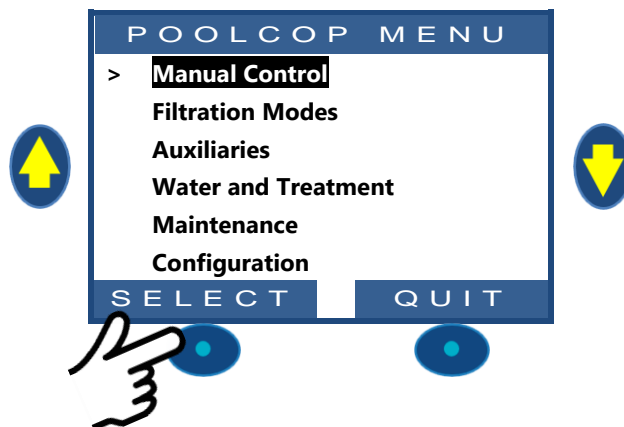 POOLCOP MENU
> Manual Control
Filtration Modes
Auxiliaries
Water and Treatment
Maintenance
Configuration
SELECT QUIT